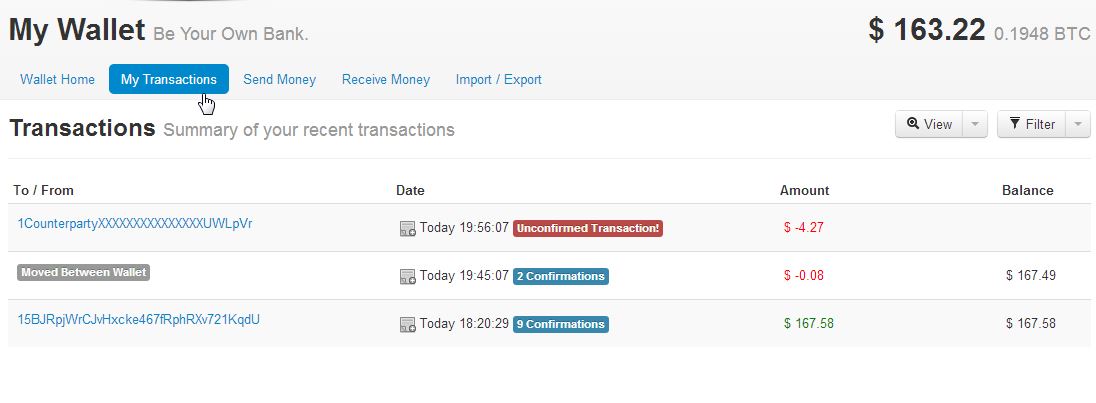 My Wallet Be Your Own Bank.
$ 163.22 0.1948 BTC
Wallet Home My Transactions Send Money Receive Money Import / Export
Transactions Summary of your recent transactions
View Filter
To / From Date Amount Balance
1CounterpartyXXXXXXXXXXXXXXXUWLpVr Today 19:56:07 Unconfirmed Transaction! $ -4.27
Moved Between Wallet Today 19:45:07 2 Confirmations $ -0.08 $ 167.49
15BJRpjWrCJvHxcke467fRphRXv721KqdU Today 18:20:29 9 Confirmations $ 167.58 $ 167.58